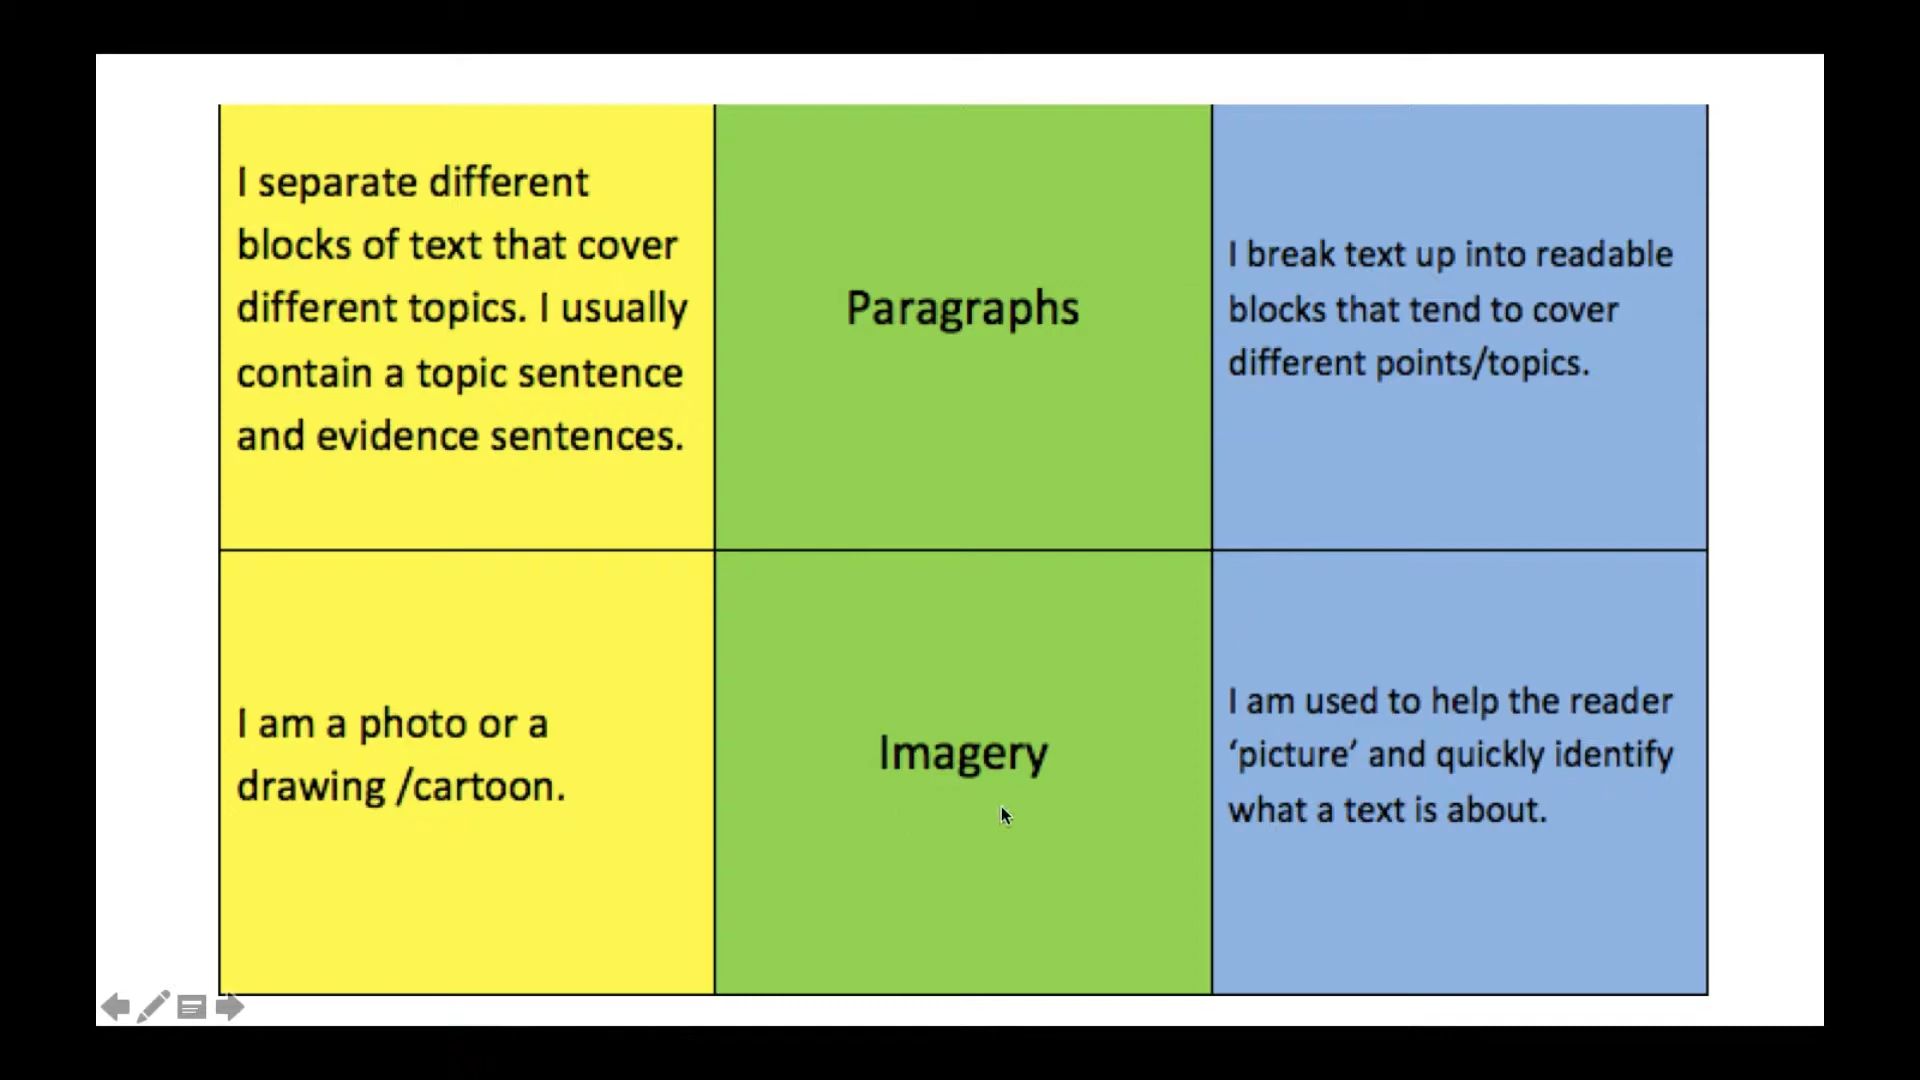 I separate different
blocks of text that cover
different topics. I usually
contain a topic sentence
and evidence sentences.
Paragraphs
I break text up into readable
blocks that tend to cover
different points/topics.
I am a photo or a
drawing /cartoon.
Imagery
I am used to help the reader
‘picture’ and quickly identify
what a text is about.